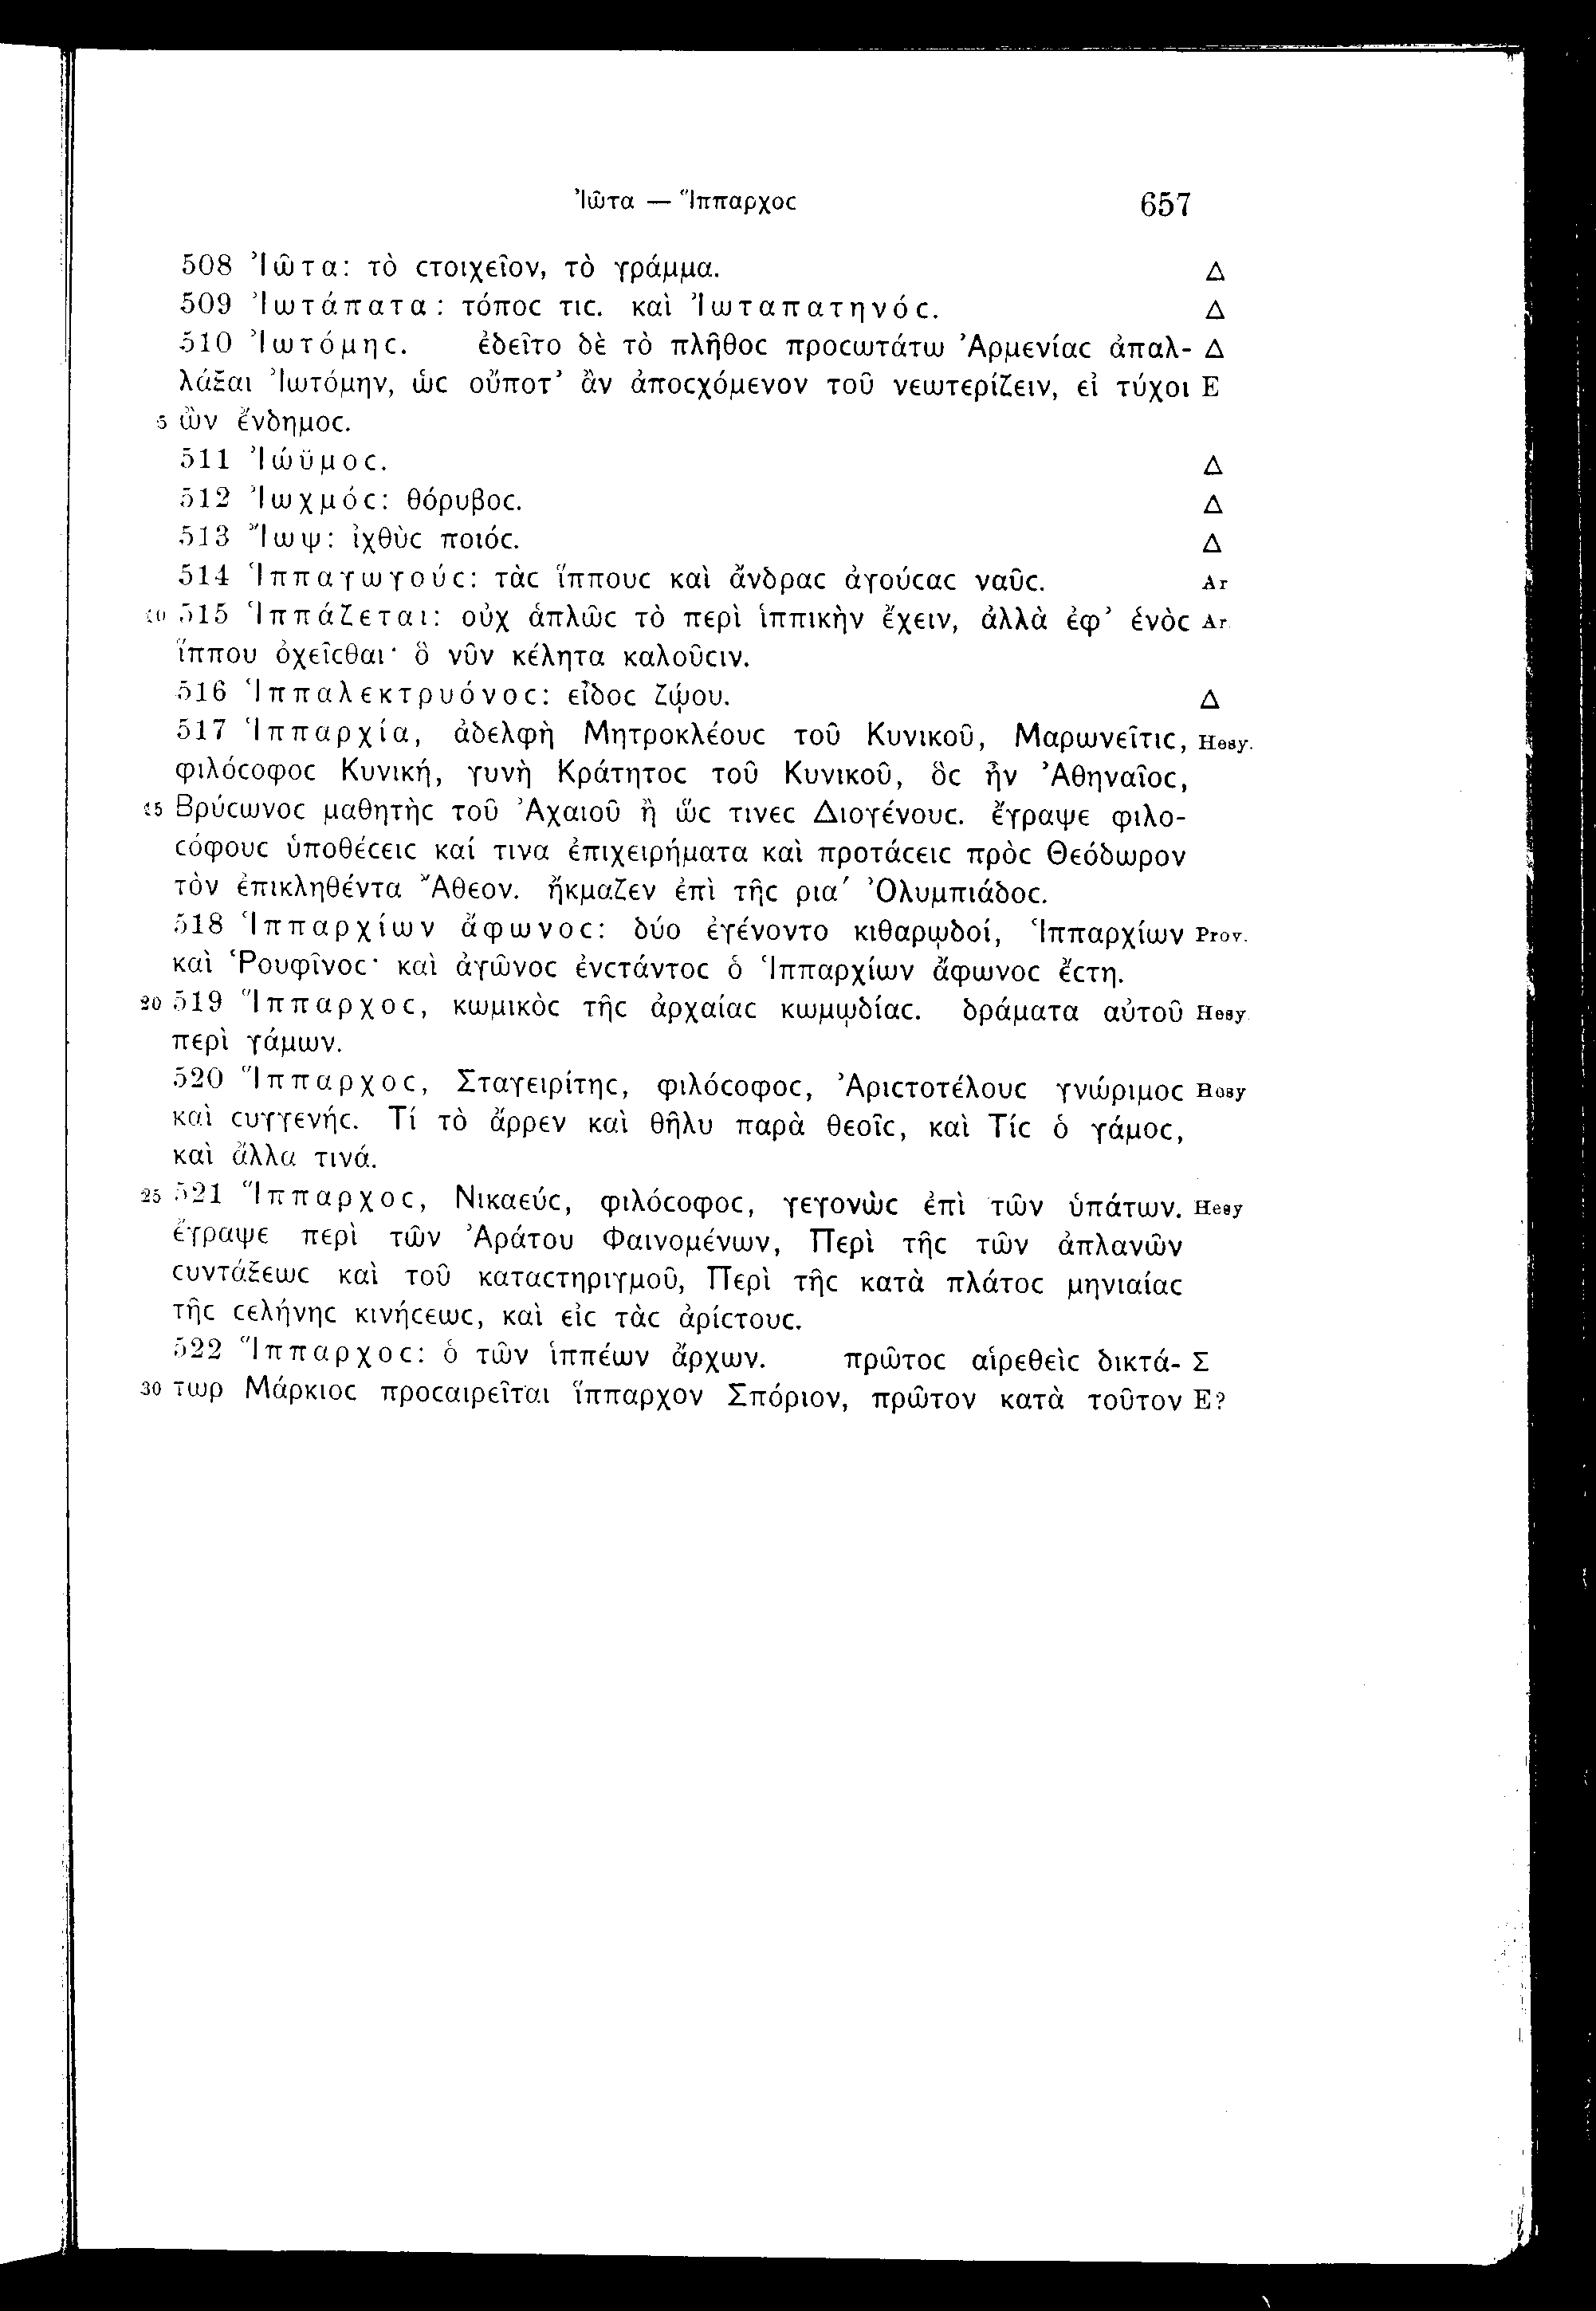 Ἰῶτα — Ἵππαρχοϲ 657
508 Ἰῶτα: τὸ ϲτοιχεῖον, τὸ γράμμα. Δ
509 Ἰωτάπατα: τόποϲ τιϲ. καὶ Ἰωταπατηνόϲ. Δ
510 Ἰωτόμηϲ. ἐδεῖτο δὲ τὸ πλῆθοϲ προϲωτάτω Ἀρμενίαϲ ἀπαλ- Δ
λάξαι Ἰωτόμην, ὡϲ οὔποτ’ ἂν ἀποϲχόμενον τοῦ νεωτερίζειν, εἰ τύχοι Ε
5 ὢν ἔνδημοϲ.
511 Ἰώϋμοϲ. Δ
512 Ἰωχμόϲ: θόρυβοϲ. Δ
513 Ἴωψ: ἰχθὺϲ ποιόϲ. Δ
514 Ἱππαγωγούϲ: τὰϲ ἵππουϲ καὶ ἄνδραϲ ἀγούϲαϲ ναῦϲ. Ar
10 515 Ἱππάζεται: οὐχ ἁπλῶϲ τὸ περὶ ἱππικὴν ἔχειν, ἀλλὰ ἐφ’ ἑνὸϲ Ar
ἵππου ὀχεῖϲθαι· ὃ νῦν κέλητα καλοῦϲιν.
516 Ἱππαλεκτρυόνοϲ: εἶδοϲ ζῴου. Δ
517 Ἱππαρχία, ἀδελφὴ Μητροκλέουϲ τοῦ Κυνικοῦ, Μαρωνεῖτιϲ, Hesy.
φιλόϲοφοϲ Κυνική, γυνὴ Κράτητοϲ τοῦ Κυνικοῦ, ὃϲ ἦν Ἀθηναῖοϲ,
15 Βρύϲωνοϲ μαθητὴϲ τοῦ Ἀχαιοῦ ἢ ὥϲ τινεϲ Διογένουϲ. ἔγραψε φιλο-
ϲόφουϲ ὑποθέϲειϲ καί τινα ἐπιχειρήματα καὶ προτάϲειϲ πρὸϲ Θεόδωρον
τὸν ἐπικληθέντα Ἄθεον. ἤκμαζεν ἐπὶ τῆϲ ρια′ Ὀλυμπιάδοϲ.
518 Ἱππαρχίων ἄφωνοϲ: δύο ἐγένοντο κιθαρῳδοί, Ἱππαρχίων Prov.
καὶ Ῥουφῖνοϲ· καὶ ἀγῶνοϲ ἐνϲτάντοϲ ὁ Ἱππαρχίων ἄφωνοϲ ἔϲτη.
20 519 Ἵππαρχοϲ, κωμικὸϲ τῆϲ ἀρχαίαϲ κωμῳδίαϲ. δράματα αὐτοῦ Hesy
περὶ γάμων.
520 Ἵππαρχοϲ, Σταγειρίτηϲ, φιλόϲοφοϲ, Ἀριϲτοτέλουϲ γνώριμοϲ Hesy
καὶ ϲυγγενήϲ. Τί τὸ ἄρρεν καὶ θῆλυ παρὰ θεοῖϲ, καὶ Τίϲ ὁ γάμοϲ,
καὶ ἄλλα τινά.
25 521 Ἵππαρχοϲ, Νικαεύϲ, φιλόϲοφοϲ, γεγονὼϲ ἐπὶ τῶν ὑπάτων. Hesy
ἔγραψε περὶ τῶν Ἀράτου Φαινομένων, Περὶ τῆϲ τῶν ἀπλανῶν
ϲυντάξεωϲ καὶ τοῦ καταϲτηριγμοῦ, Περὶ τῆϲ κατὰ πλάτοϲ μηνιαίαϲ
τῆϲ ϲελήνηϲ κινήϲεωϲ, καὶ εἰϲ τὰϲ ἀρίϲτουϲ.
522 Ἵππαρχοϲ: ὁ τῶν ἱππέων ἄρχων. πρῶτοϲ αἱρεθεὶϲ δικτά- Σ
30 τωρ Μάρκιοϲ προϲαιρεῖται ἵππαρχον Σπόριον, πρῶτον κατὰ τοῦτον Ε?